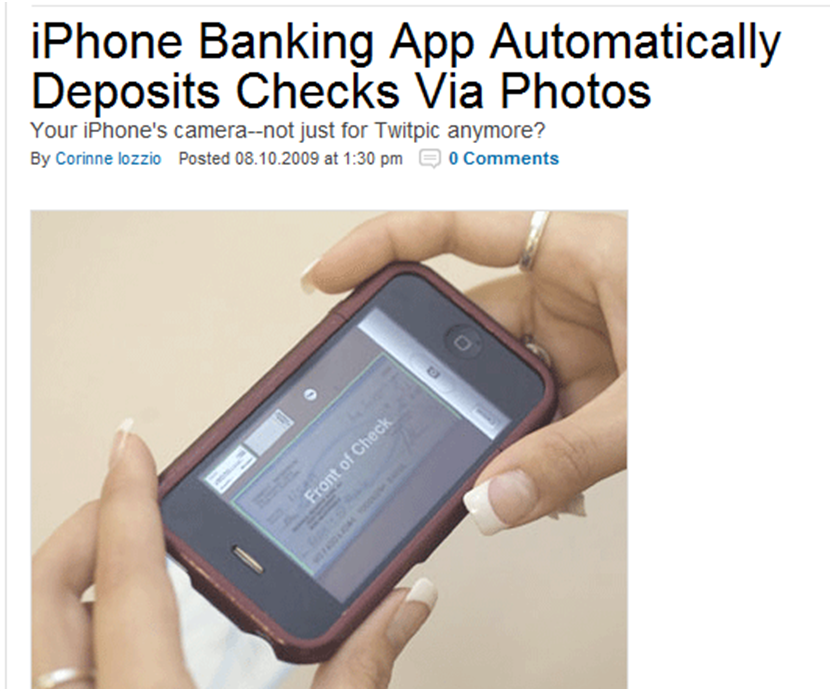 iPhone Banking App Automatically
Deposits Checks Via Photos
Your iPhone's camera--not just for Twitpic anymore?
By Corinne Iozzio Posted 08.10.2009 at 1:30 pm 0 Comments
Front of Check